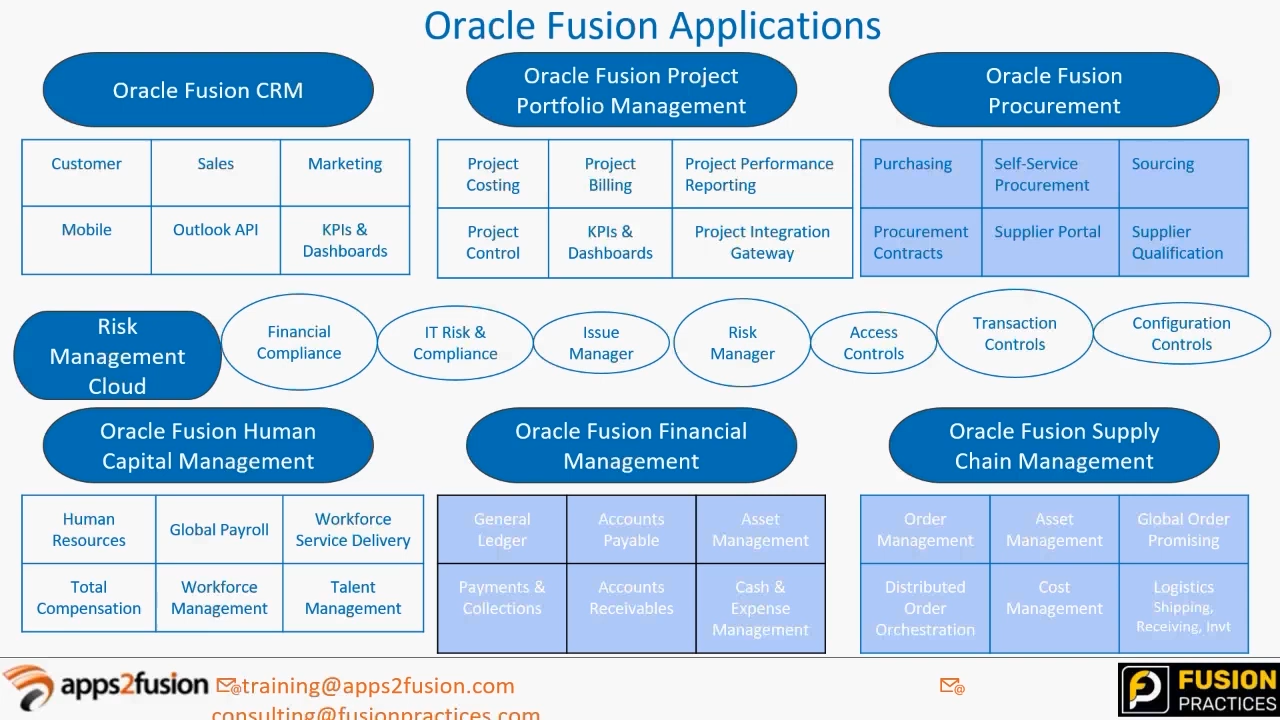 Oracle Fusion Applications
Oracle Fusion CRM
Oracle Fusion Project
Portfolio Management
Oracle Fusion
Procurement
Customer
Sales
Marketing
Mobile
Outlook API
KPIs &
Dashboards
Project
Costing
Project
Billing
Project Performance
Reporting
Project
Control
KPIs &
Dashboards
Project Integration
Gateway
Purchasing
Self-Service
Procurement
Sourcing
Procurement
Contracts
Supplier Portal
Supplier
Qualification
Risk
Management
Cloud
Financial
Compliance
IT Risk &
Compliance
Issue
Manager
Risk
Manager
Access
Controls
Transaction
Controls
Configuration
Controls
Oracle Fusion Human
Capital Management
Oracle Fusion Financial
Management
Oracle Fusion Supply
Chain Management
Human
Resources
Global Payroll
Workforce
Service Delivery
Total
Compensation
Workforce
Management
Talent
Management
General
Ledger
Accounts
Payable
Asset
Management
Payments &
Collections
Accounts
Receivables
Cash &
Expense
Management
Order
Management
Asset
Management
Global Order
Promising
Distributed
Order
Orchestration
Cost
Management
Logistics
Shipping,
Receiving, Invt
apps2fusion
training@apps2fusion.com
consulting@fusionpractices.com
FUSION
PRACTICES